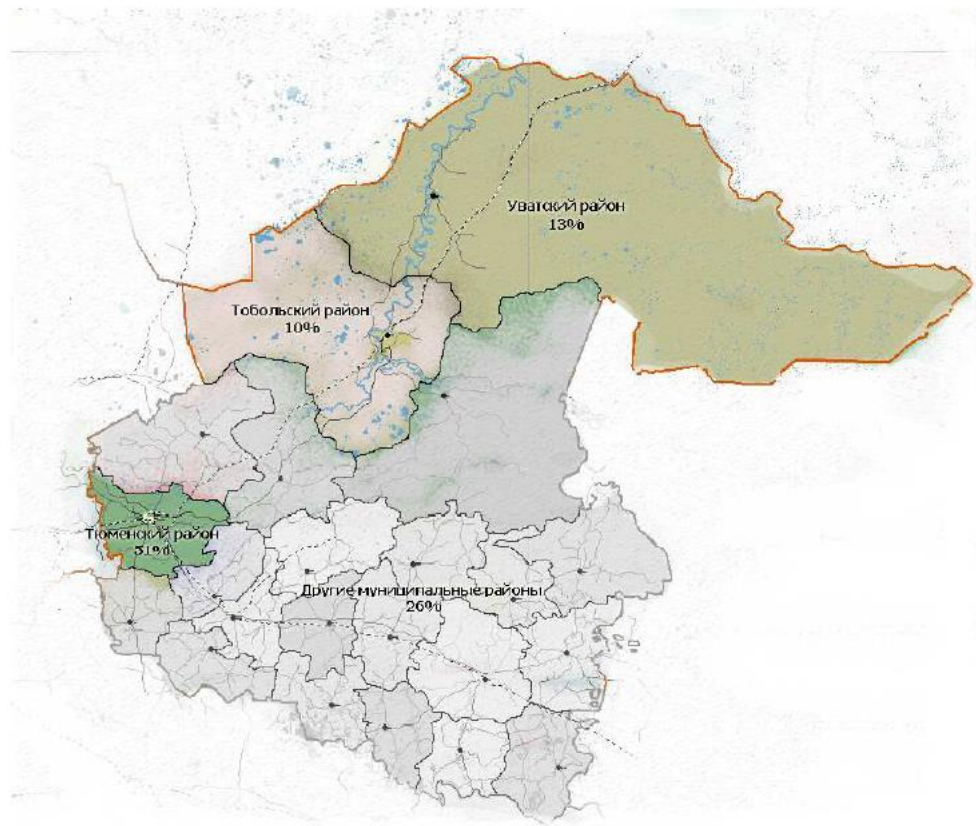 Уватский район
13%
Тобольский район
10%
Тюменский район
51%
Другие муниципальные районы
26%